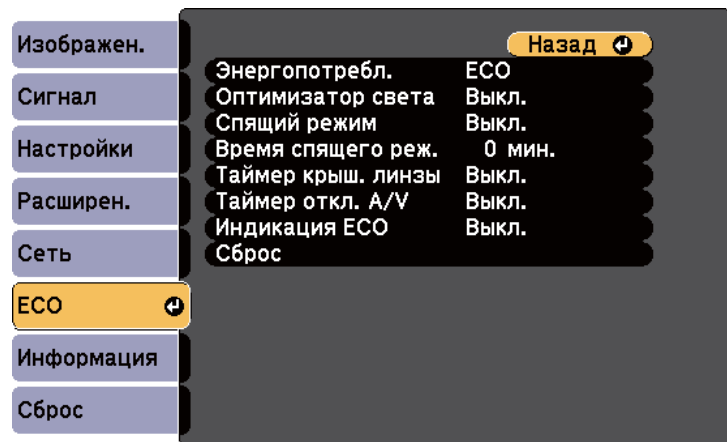 Изображен.
Сигнал
Настройки
Расширен.
Сеть
ECO
Информация
Сброс
Назад
Энергопотребл. ECO
Оптимизатор света Выкл.
Спящий режим Выкл.
Время спящего реж. 0 мин.
Таймер крыш. линзы Выкл.
Таймер откл. A/V Выкл.
Индикация ECO Выкл.
Сброс